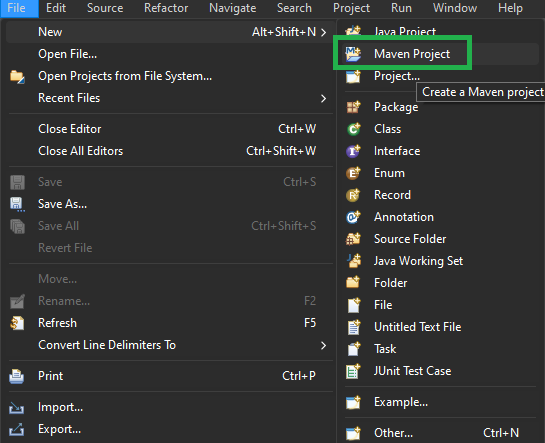 File Edit Source Refactor Navigate Search Project Run Window Help
New Alt+Shift+N
Open File...
Open Projects from File System...
Recent Files
Close Editor Ctrl+W
Close All Editors Ctrl+Shift+W
Save Ctrl+S
Save As...
Save All Ctrl+Shift+S
Revert File
Move...
Rename... F2
Refresh F5
Convert Line Delimiters To
Print Ctrl+P
Import...
Export...
Java Project
Maven Project
Project...
Create a Maven project
Package
Class
Interface
Enum
Record
Annotation
Source Folder
Java Working Set
Folder
File
Untitled Text File
Task
JUnit Test Case
Example...
Other... Ctrl+N